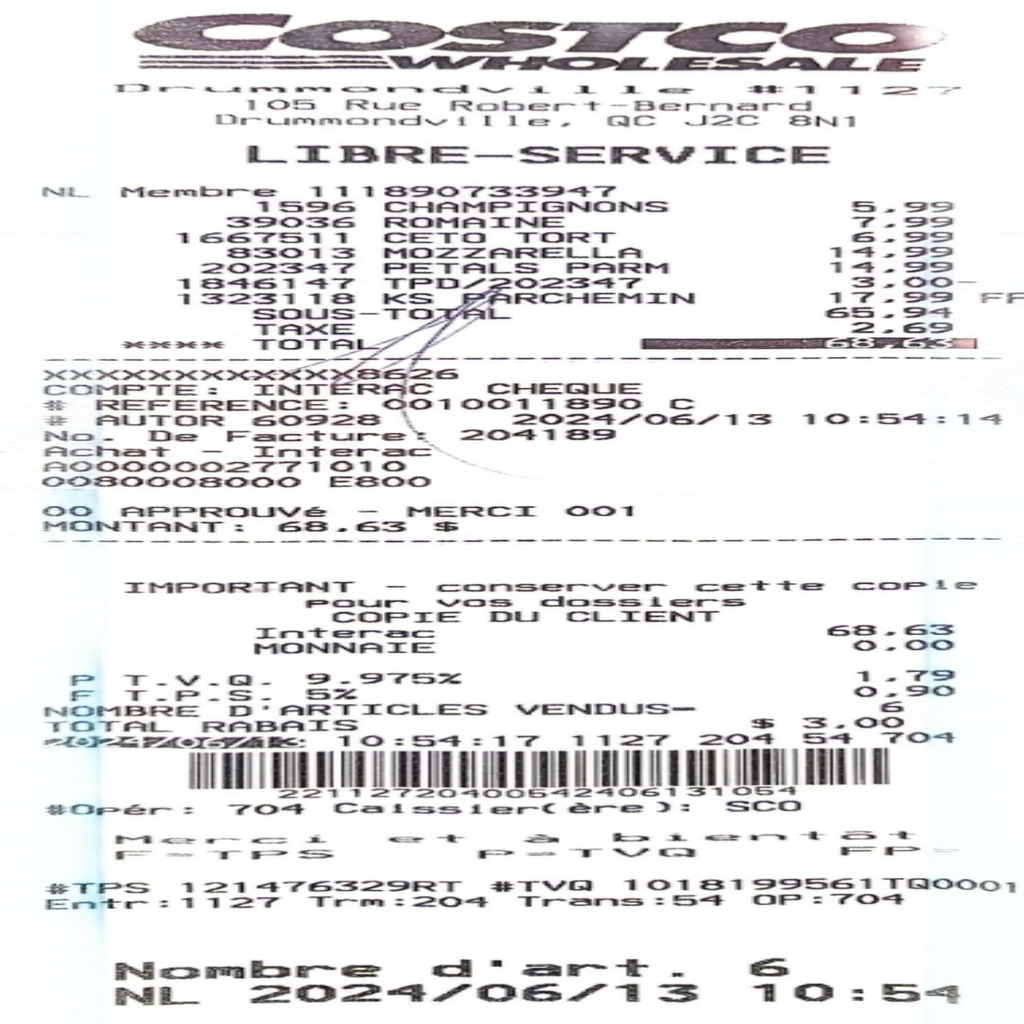 COSTCO
WHOLESALE
Drummondville #1127
105 Rue Robert-Bernard
Drummondville, QC J2C 8N1
LIBRE-SERVICE
NL Membre 111890733947
1596 CHAMPIGNONS 5,99
39036 ROMAINE 7,99
1667511 CETO TORT 6,99
83013 MOZZARELLA 14,99
202347 PETALS PARM 14,99
1846147 TPD/202347 3,00-
1323118 KS PARCHEMIN 17,99 FP
SOUS-TOTAL 65,94
TAXE 2,69
**** TOTAL 68,63
XXXXXXXXXXXX8626
COMPTE: INTERAC CHEQUE
# REFERENCE: 0010011890 C
# AUTOR 60928 2024/06/13 10:54:14
No. De Facture: 204189
Achat - Interac
A0000002771010
0080008000 E800
00 APPROUVé - MERCI 001
MONTANT: 68,63 $
IMPORTANT - conserver cette copie
pour vos dossiers
COPIE DU CLIENT
Interac 68,63
MONNAIE 0,00
P T.V.Q. 9,975% 1,79
F T.P.S. 5% 0,90
NOMBRE D'ARTICLES VENDUS= 6
TOTAL RABAIS $ 3,00
2024/06/13 10:54:17 1127 204 54 704
22112720400542406131054
#Opér: 704 Caissier(ère): SCO
Merci et à bientôt
F=TPS P=TVQ FP-
#TPS 121476329RT #TVQ 1018199561TQ0001
Entr:1127 Trm:204 Trans:54 OP:704
Nombre d'art. 6
NL 2024/06/13 10:54